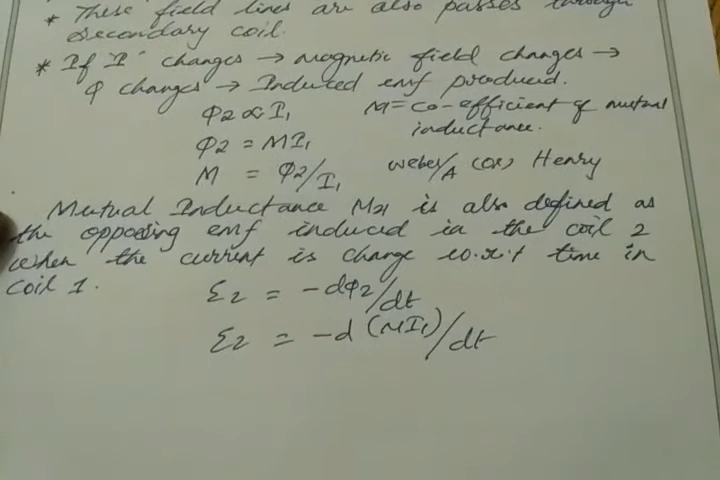 * These field lines are also passes through
secondary coil.
* If "I" changes → magnetic field changes →
φ changes → Induced emf produced.
φ2 ∝ I1 M = co-efficient of mutual
inductance.
φ2 = MI1
M = φ2/I1 weber/A (or) Henry
Mutual Inductance M21 is also defined as
the opposing emf induced in the coil 2
when the current is change w.r.t time in
coil 1.
ε2 = -dφ2/dt
ε2 = -d(MI1)/dt